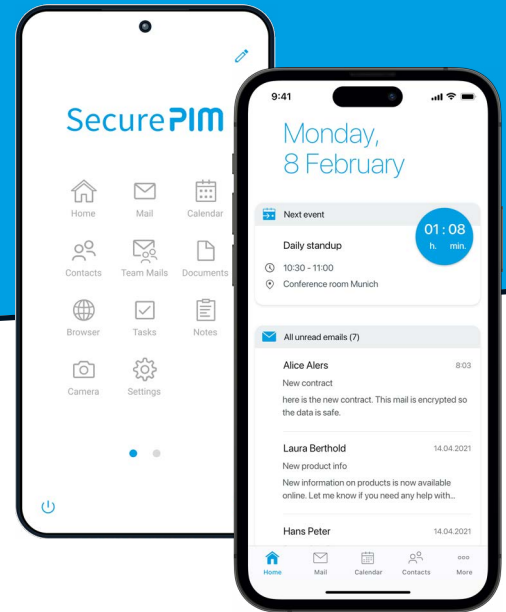 SecurePIM
Home Mail Calendar
Contacts Team Mails Documents
Browser Tasks Notes
Camera Settings
9:41
Monday,
8 February
Next event
01 : 08
h. min.
Daily standup
10:30 - 11:00
Conference room Munich
All unread emails (7)
Alice Alers 8:03
New contract
here is the new contract. This mail is encrypted so
the data is safe.
Laura Berthold 14.04.2021
New product info
New information on products is now available
online. Let me know if you need any help with...
Hans Peter 14.04.2021
Home Mail Calendar Contacts More